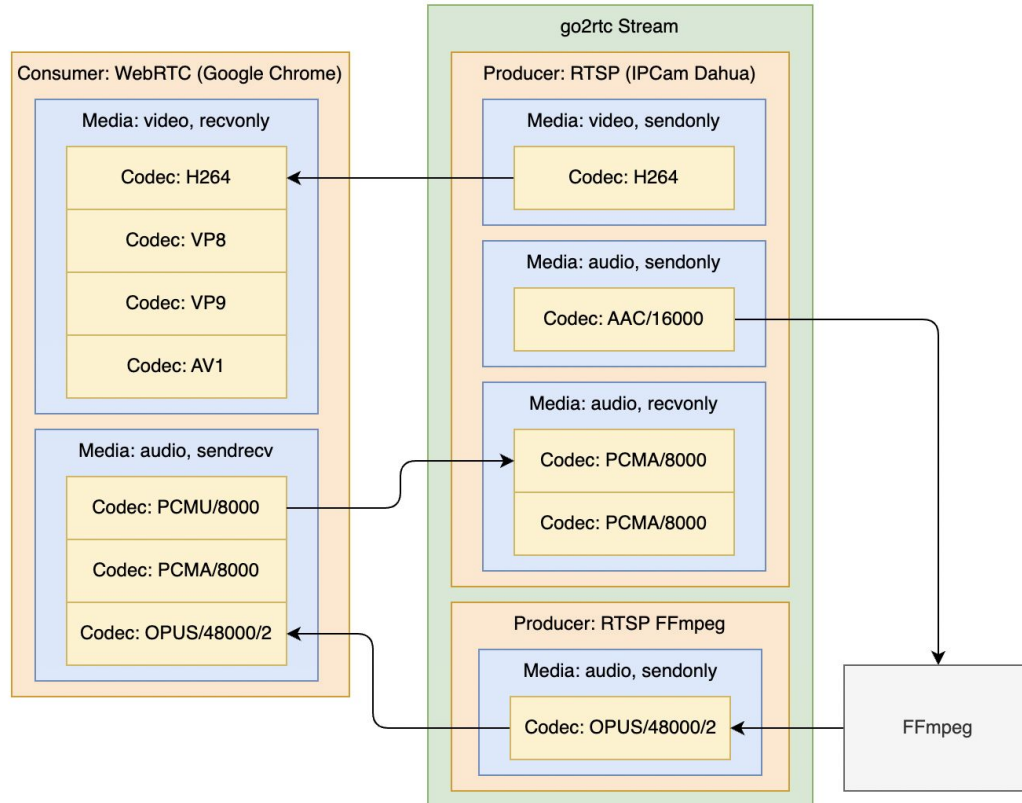 go2rtc Stream
Consumer: WebRTC (Google Chrome)
Media: video, recvonly
Codec: H264
Codec: VP8
Codec: VP9
Codec: AV1
Media: audio, sendrecv
Codec: PCMU/8000
Codec: PCMA/8000
Codec: OPUS/48000/2
Producer: RTSP (IPCam Dahua)
Media: video, sendonly
Codec: H264
Media: audio, sendonly
Codec: AAC/16000
Media: audio, recvonly
Codec: PCMA/8000
Codec: PCMA/8000
Producer: RTSP FFmpeg
Media: audio, sendonly
Codec: OPUS/48000/2
FFmpeg